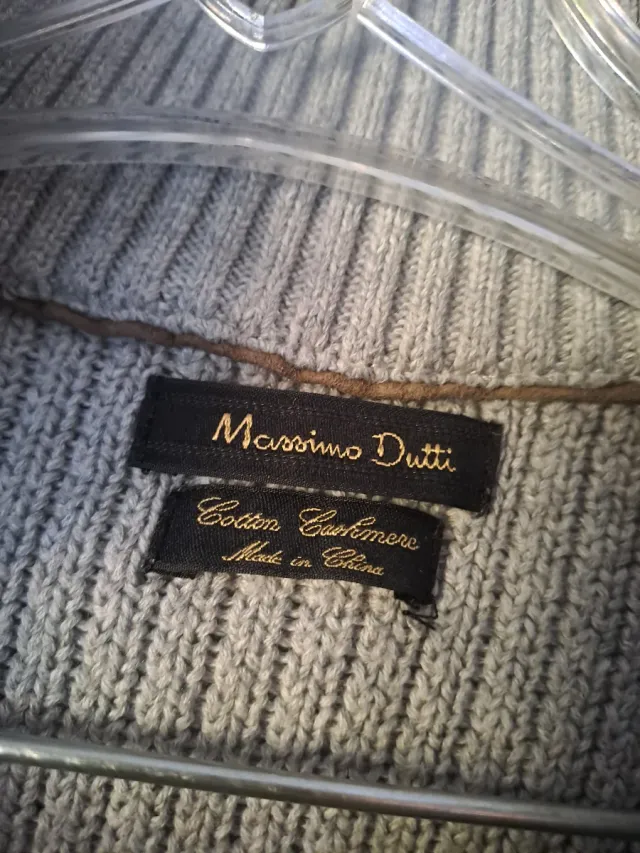 Massimo Dutti
Cotton Cashmere
Made in China